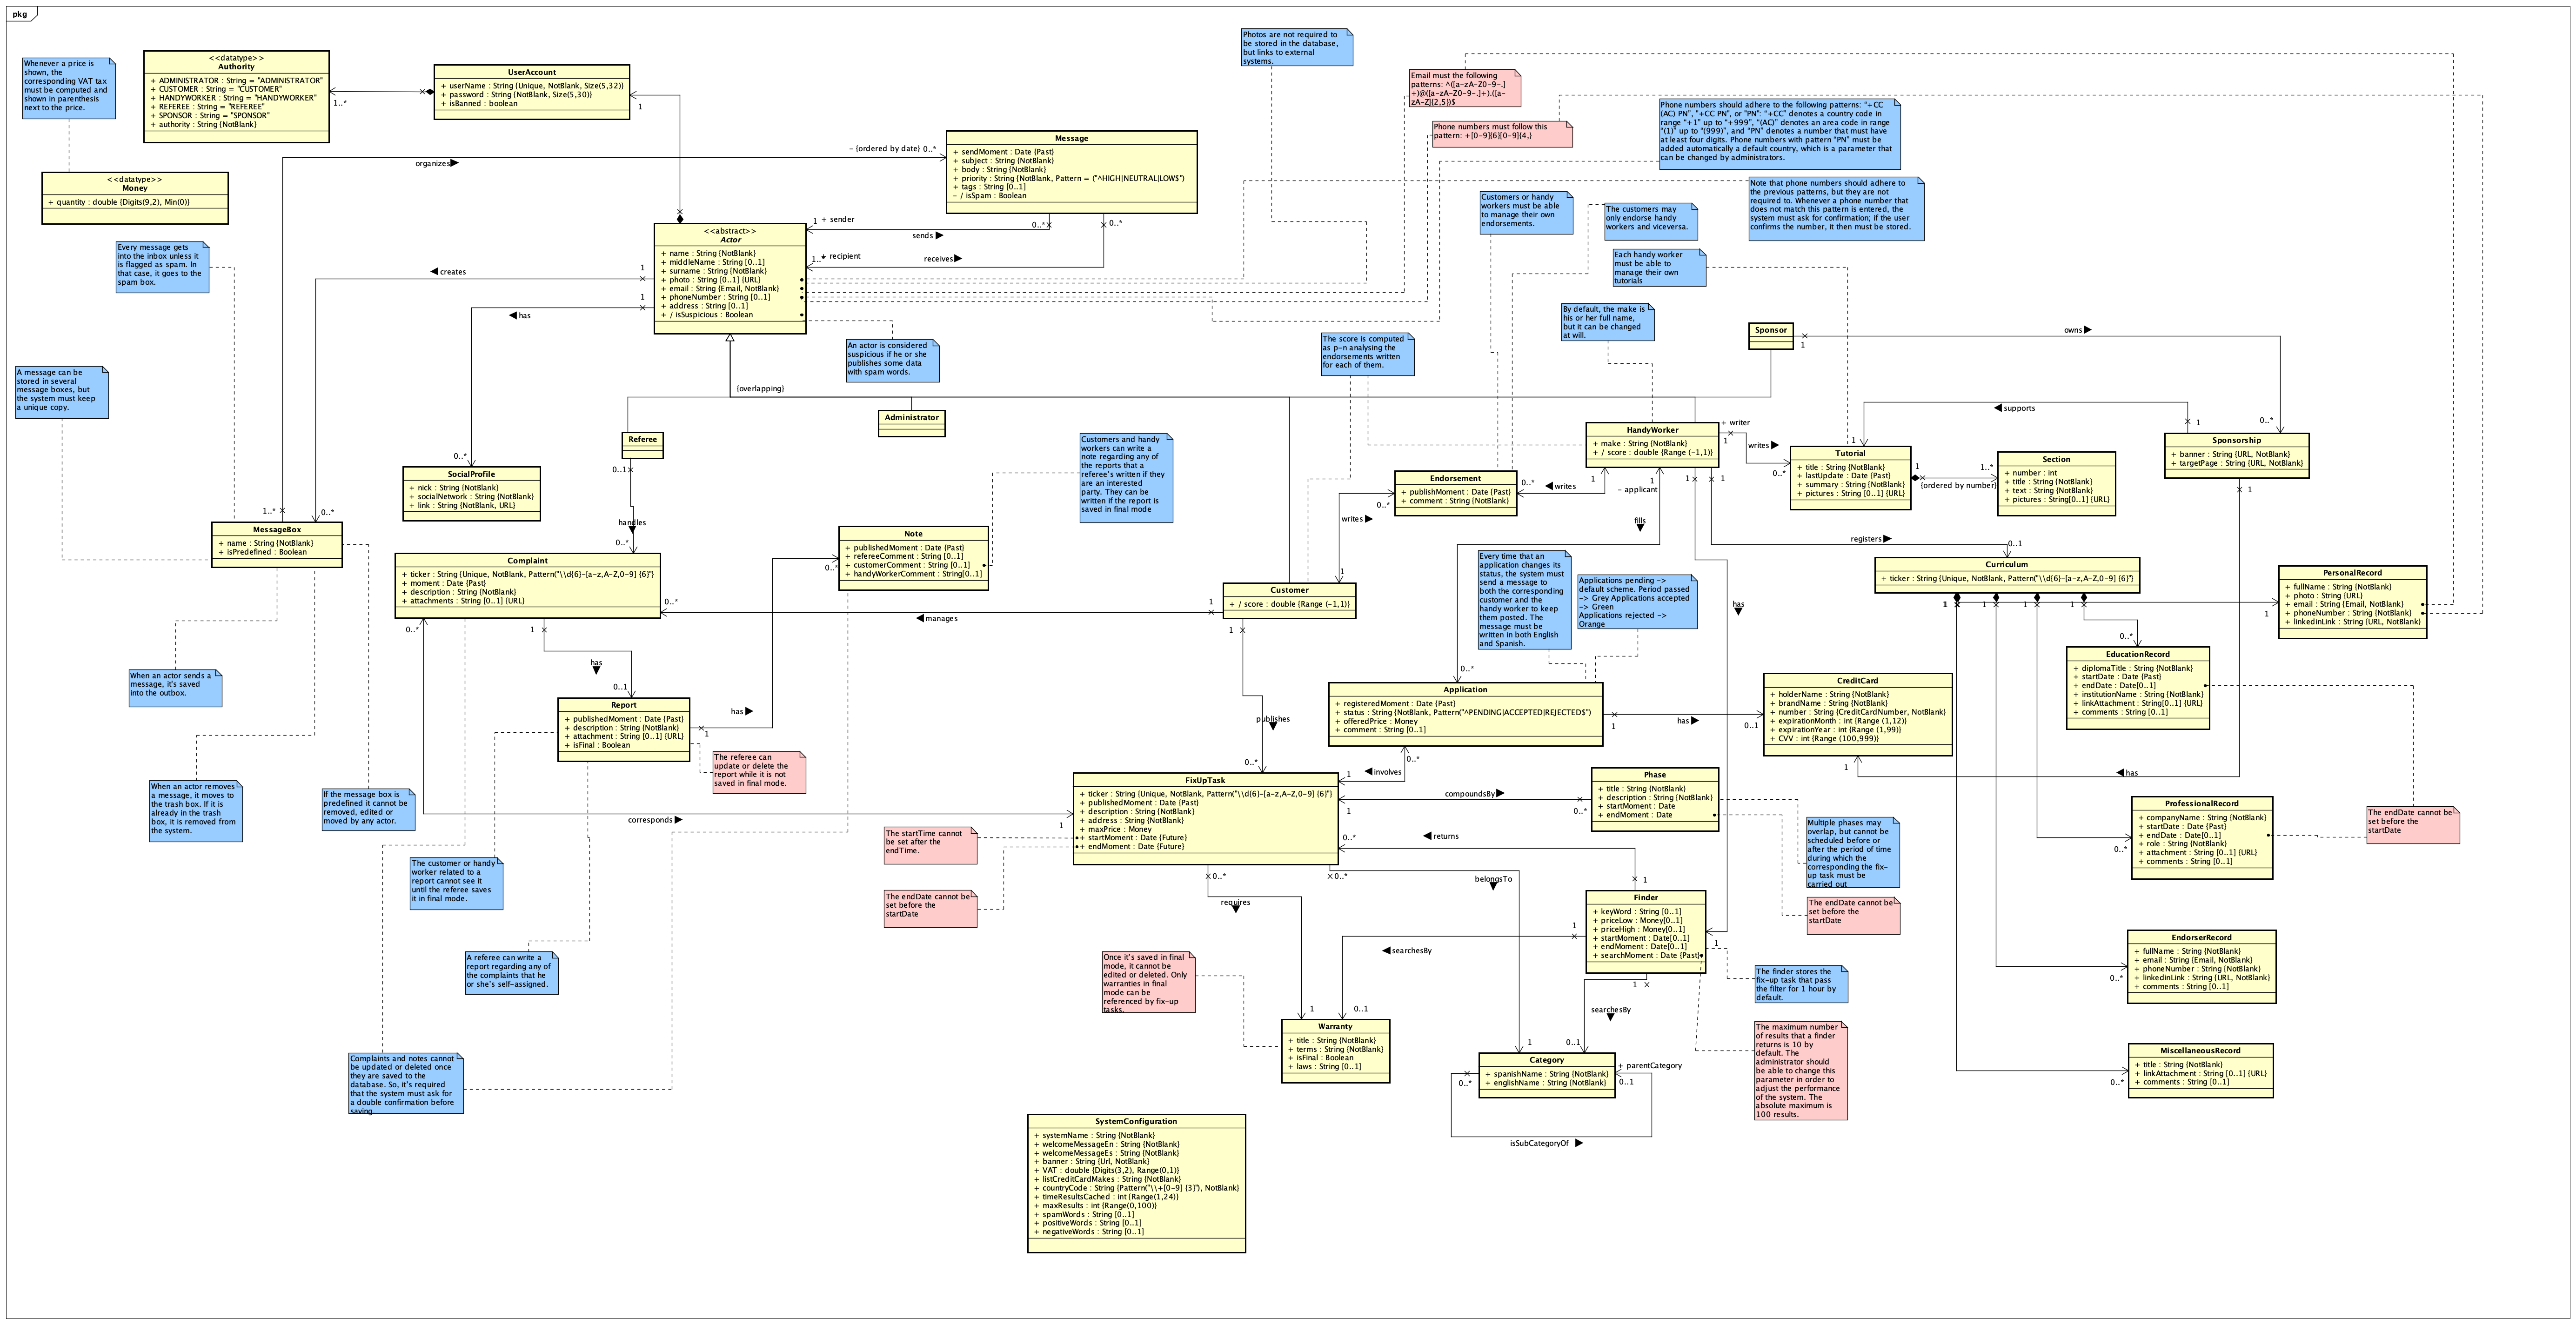 pkg
Whenever a price is
shown, the
corresponding VAT tax
must be computed and
shown in parenthesis
next to the price.
<<datatype>>
Authority
+ ADMINISTRATOR : String = "ADMINISTRATOR"
+ CUSTOMER : String = "CUSTOMER"
+ HANDYWORKER : String = "HANDYWORKER"
+ REFEREE : String = "REFEREE"
+ SPONSOR : String = "SPONSOR"
+ authority : String {NotBlank}
1..*
UserAccount
+ userName : String {Unique, NotBlank, Size(5,32)}
+ password : String {NotBlank, Size(5,30)}
+ isBanned : boolean
1
<<datatype>>
Money
+ quantity : double {Digits(9,2), Min(0)}
organizes
- {ordered by date} 0..*
Message
+ sendMoment : Date {Past}
+ subject : String {NotBlank}
+ body : String {NotBlank}
+ priority : String {NotBlank, Pattern = ("^HIGH|NEUTRAL|LOW$")
+ tags : String [0..1]
- / isSpam : Boolean
Photos are not required to
be stored in the database,
but links to external
systems.
Email must the following
patterns: ^([a-zA-Z0-9-.]
+)@([a-zA-Z0-9-.]+).([a-
zA-Z]{2,5})$
Phone numbers must follow this
pattern: +[0-9]{6}[0-9]{4,}
Phone numbers should adhere to the following patterns: "+CC
(AC) PN", "+CC PN", or "PN": "+CC" denotes a country code in
range "+1" up to "+999", "(AC)" denotes an area code in range
"(1)" up to "(999)", and "PN" denotes a number that must have
at least four digits. Phone numbers with pattern "PN" must be
added automatically a default country, which is a parameter that
can be changed by administrators.
Note that phone numbers should adhere to
the previous patterns, but they are not
required to. Whenever a phone number that
does not match this pattern is entered, the
system must ask for confirmation; if the user
confirms the number, it then must be stored.
Customers or handy
workers must be able
to manage their own
endorsements.
The customers may
only endorse handy
workers and viceversa.
Each handy worker
must be able to
manage their own
tutorials
Every message gets
into the inbox unless it
is flagged as spam. In
that case, it goes to the
spam box.
<<abstract>>
Actor
+ name : String {NotBlank}
+ middleName : String [0..1]
+ surname : String {NotBlank}
+ photo : String [0..1] {URL}
+ email : String {Email, NotBlank}
+ phoneNumber : String [0..1]
+ address : String [0..1]
+ / isSuspicious : Boolean
1
+ sender
sends
0..*
1..*
+ recipient
receives
0..*
1
creates
1
has
An actor is considered
suspicious if he or she
publishes some data
with spam words.
{overlapping}
By default, the make is
his or her full name,
but it can be changed
at will.
The score is computed
as p-n analysing the
endorsements written
for each of them.
Sponsor
1
owns
0..*
A message can be
stored in several
message boxes, but
the system must keep
a unique copy.
Referee
0..1
Administrator
handles
0..*
0..*
SocialProfile
+ nick : String {NotBlank}
+ socialNetwork : String {NotBlank}
+ link : String {NotBlank, URL}
1..*
0..*
MessageBox
+ name : String {NotBlank}
+ isPredefined : Boolean
Customers and handy
workers can write a
note regarding any of
the reports that a
referee's written if they
are an interested
party. They can be
written if the report is
saved in final mode
Note
+ publishedMoment : Date {Past}
+ refereeComment : String [0..1]
+ customerComment : String [0..1]
+ handyWorkerComment : String[0..1]
0..*
HandyWorker
+ make : String {NotBlank}
+ / score : double {Range (-1,1)}
+ writer
1
writes
0..*
Endorsement
+ publishMoment : Date {Past}
+ comment : String {NotBlank}
0..*
writes
1
0..*
writes
1
- applicant
1
fills
1
1
supports
1
1
Tutorial
+ title : String {NotBlank}
+ lastUpdate : Date {Past}
+ summary : String {NotBlank}
+ pictures : String [0..1] {URL}
1
1..*
{ordered by number}
Section
+ number : int
+ title : String {NotBlank}
+ text : String {NotBlank}
+ pictures : String[0..1] {URL}
Sponsorship
+ banner : String {URL, NotBlank}
+ targetPage : String {URL, NotBlank}
1
registers
0..1
Complaint
+ ticker : String {Unique, NotBlank, Pattern("\\d{6}-[a-z,A-Z,0-9] {6}")
+ moment : Date {Past}
+ description : String {NotBlank}
+ attachments : String [0..1] {URL}
0..*
manages
1
0..*
1
has
0..1
Customer
+ / score : double {Range (-1,1)}
1
publishes
0..*
Every time that an
application changes its
status, the system must
send a message to
both the corresponding
customer and the
handy worker to keep
them posted. The
message must be
written in both English
and Spanish.
Applications pending ->
default scheme. Period passed
-> Grey Applications accepted
-> Green
Applications rejected ->
Orange
has
Curriculum
+ ticker : String {Unique, NotBlank, Pattern("\\d{6}-[a-z,A-Z,0-9] {6}")
1
1
1
1
1
1
PersonalRecord
+ fullName : String {NotBlank}
+ photo : String {URL}
+ email : String {Email, NotBlank}
+ phoneNumber : String {NotBlank}
+ linkedinLink : String {URL, NotBlank}
0..*
EducationRecord
+ diplomaTitle : String {NotBlank}
+ startDate : Date {Past}
+ endDate : Date[0..1]
+ institutionName : String {NotBlank}
+ linkAttachment : String [0..1] {URL}
+ comments : String [0..1]
When an actor sends a
message, it's saved
into the outbox.
Report
+ publishedMoment : Date {Past}
+ description : String {NotBlank}
+ attachment : String [0..1] {URL}
+ isFinal : Boolean
1
has
The referee can
update or delete the
report while it is not
saved in final mode.
0..*
Application
+ registeredMoment : Date {Past}
+ status : String {NotBlank, Pattern("^PENDING|ACCEPTED|REJECTED$")
+ offeredPrice : Money
+ comment : String [0..1]
1
has
0..1
0..*
involves
1
CreditCard
+ holderName : String {NotBlank}
+ brandName : String {NotBlank}
+ number : String {CreditCardNumber, NotBlank}
+ expirationMonth : int {Range (1,12)}
+ expirationYear : int {Range (1,99)}
+ CVV : int {Range (100,999)}
1
has
When an actor removes
a message, it moves to
the trash box. If it is
already in the trash
box, it is removed from
the system.
If the message box is
predefined it cannot be
removed, edited or
moved by any actor.
corresponds
1
FixUpTask
+ ticker : String {Unique, NotBlank, Pattern("\\d{6}-[a-z,A-Z,0-9] {6}")
+ publishedMoment : Date {Past}
+ description : String {NotBlank}
+ address : String {NotBlank}
+ maxPrice : Money
+ startMoment : Date {Future}
+ endMoment : Date {Future}
The startTime cannot
be set after the
endTime.
The endDate cannot be
set before the
startDate
compoundsBy
1
0..*
Phase
+ title : String {NotBlank}
+ description : String {NotBlank}
+ startMoment : Date
+ endMoment : Date
returns
0..*
1
Multiple phases may
overlap, but cannot be
scheduled before or
after the period of time
during which the
corresponding the fix-
up task must be
carried out
The endDate cannot be
set before the
startDate
ProfessionalRecord
+ companyName : String {NotBlank}
+ startDate : Date {Past}
+ endDate : Date[0..1]
+ role : String {NotBlank}
+ attachment : String [0..1] {URL}
+ comments : String [0..1]
0..*
The endDate cannot be
set before the
startDate
The customer or handy
worker related to a
report cannot see it
until the referee saves
it in final mode.
0..*
requires
1
0..*
belongsTo
1
Finder
+ keyWord : String [0..1]
+ priceLow : Money[0..1]
+ priceHigh : Money[0..1]
+ startMoment : Date[0..1]
+ endMoment : Date[0..1]
+ searchMoment : Date {Past}
1
1
searchesBy
0..1
1
searchesBy
0..1
A referee can write a
report regarding any of
the complaints that he
or she's self-assigned.
Once it's saved in final
mode, it cannot be
edited or deleted. Only
warranties in final
mode can be
referenced by fix-up
tasks.
The finder stores the
fix-up task that pass
the filter for 1 hour by
default.
EndorserRecord
+ fullName : String {NotBlank}
+ email : String {Email, NotBlank}
+ phoneNumber : String {NotBlank}
+ linkedinLink : String {URL, NotBlank}
+ comments : String [0..1]
0..*
Warranty
+ title : String {NotBlank}
+ terms : String {NotBlank}
+ isFinal : Boolean
+ laws : String [0..1]
The maximum number
of results that a finder
returns is 10 by
default. The
administrator should
be able to change this
parameter in order to
adjust the performance
of the system. The
absolute maximum is
100 results.
Complaints and notes cannot
be updated or deleted once
they are saved to the
database. So, it's required
that the system must ask for
a double confirmation before
saving.
Category
+ spanishName : String {NotBlank}
+ englishName : String {NotBlank}
+ parentCategory
0..1
0..*
isSubCategoryOf
MiscellaneousRecord
+ title : String {NotBlank}
+ linkAttachment : String [0..1] {URL}
+ comments : String [0..1]
0..*
SystemConfiguration
+ systemName : String {NotBlank}
+ welcomeMessageEn : String {NotBlank}
+ welcomeMessageEs : String {NotBlank}
+ banner : String {Url, NotBlank}
+ VAT : double {Digits(3,2), Range(0,1)}
+ listCreditCardMakes : String {NotBlank}
+ countryCode : String {Pattern("\\+[0-9] {3}"), NotBlank}
+ timeResultsCached : int {Range(1,24)}
+ maxResults : int {Range(0,100)}
+ spamWords : String [0..1]
+ positiveWords : String [0..1]
+ negativeWords : String [0..1]